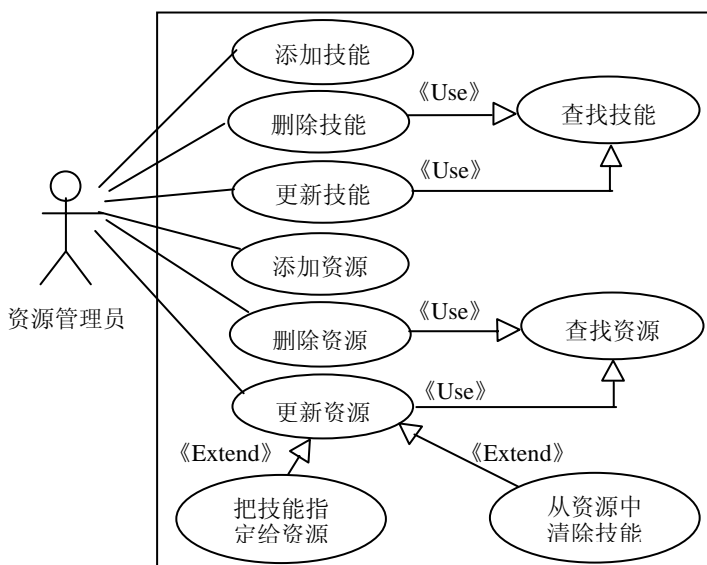 添加技能
《Use》
删除技能
查找技能
《Use》
更新技能
添加资源
资源管理员
《Use》
删除资源
查找资源
《Use》
更新资源
《Extend》
《Extend》
把技能指
定给资源
从资源中
清除技能